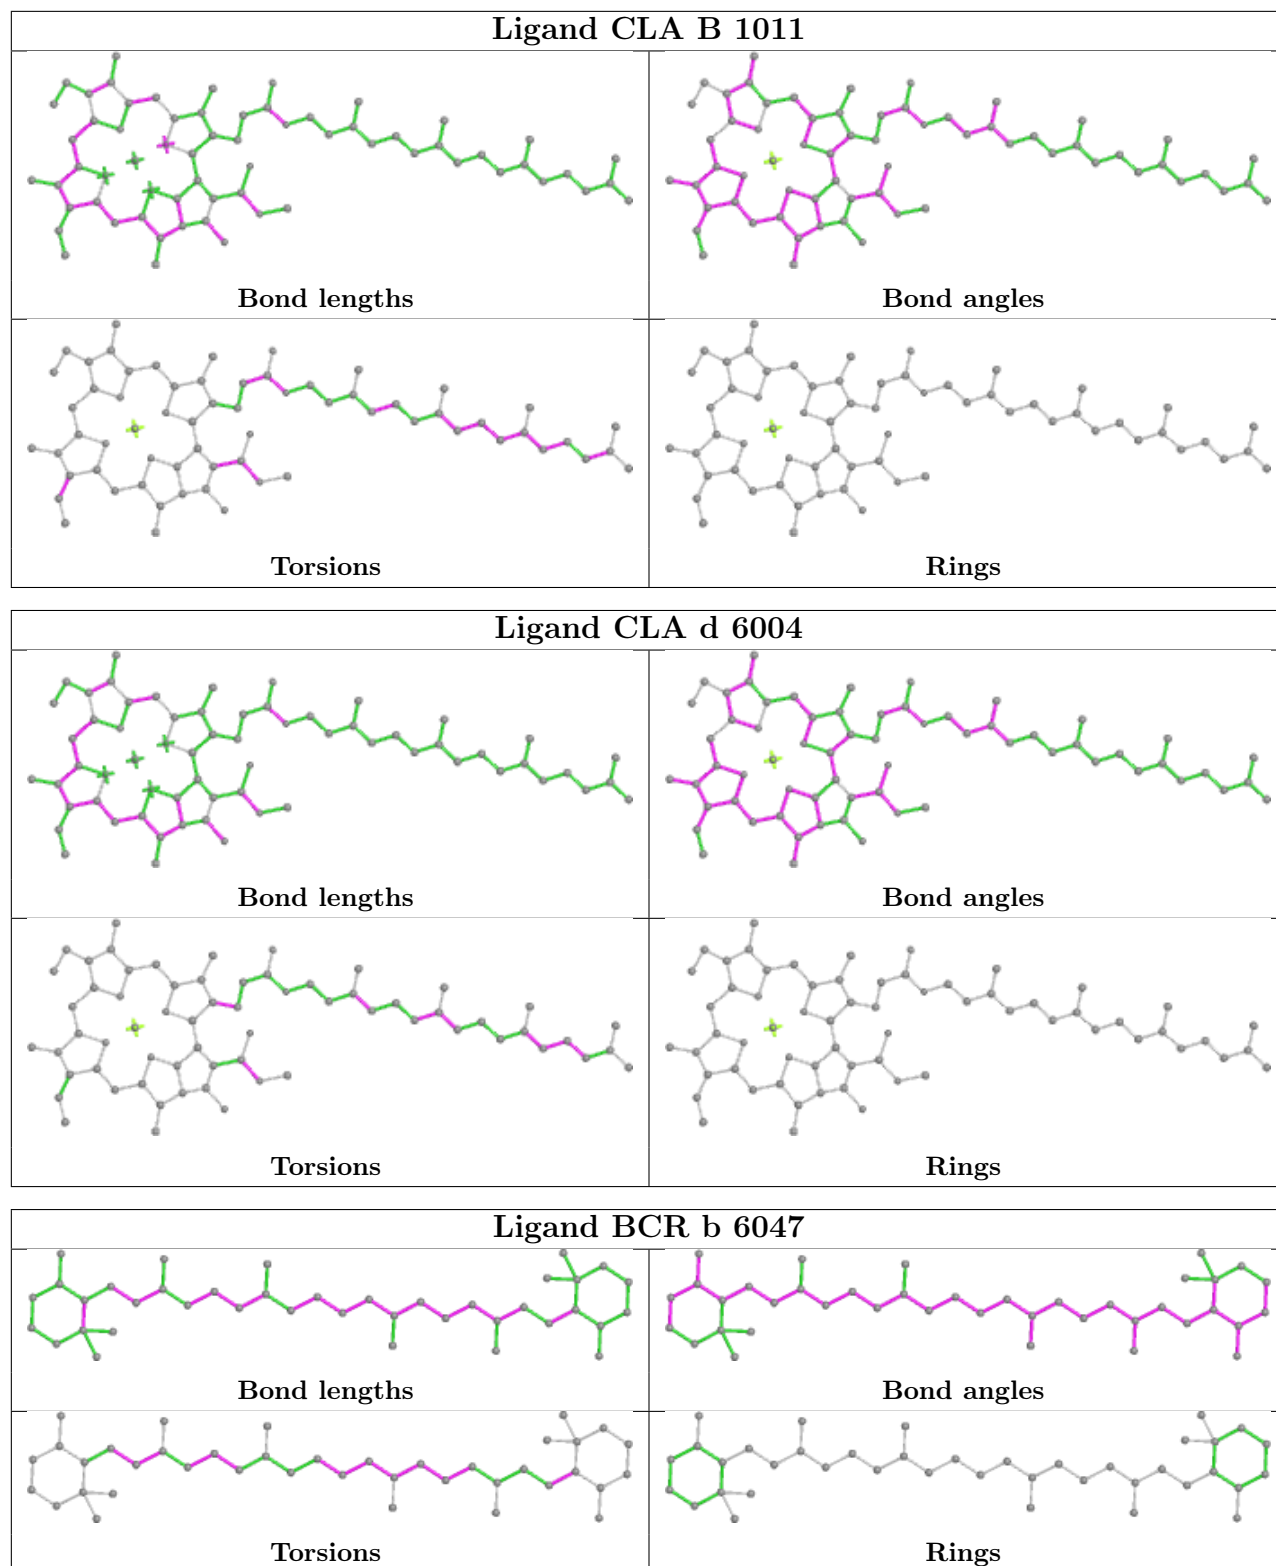 Ligand CLA B 1011
Bond lengths
Bond angles
Torsions
Rings
Ligand CLA d 6004
Bond lengths
Bond angles
Torsions
Rings
Ligand BCR b 6047
Bond lengths
Bond angles
Torsions
Rings